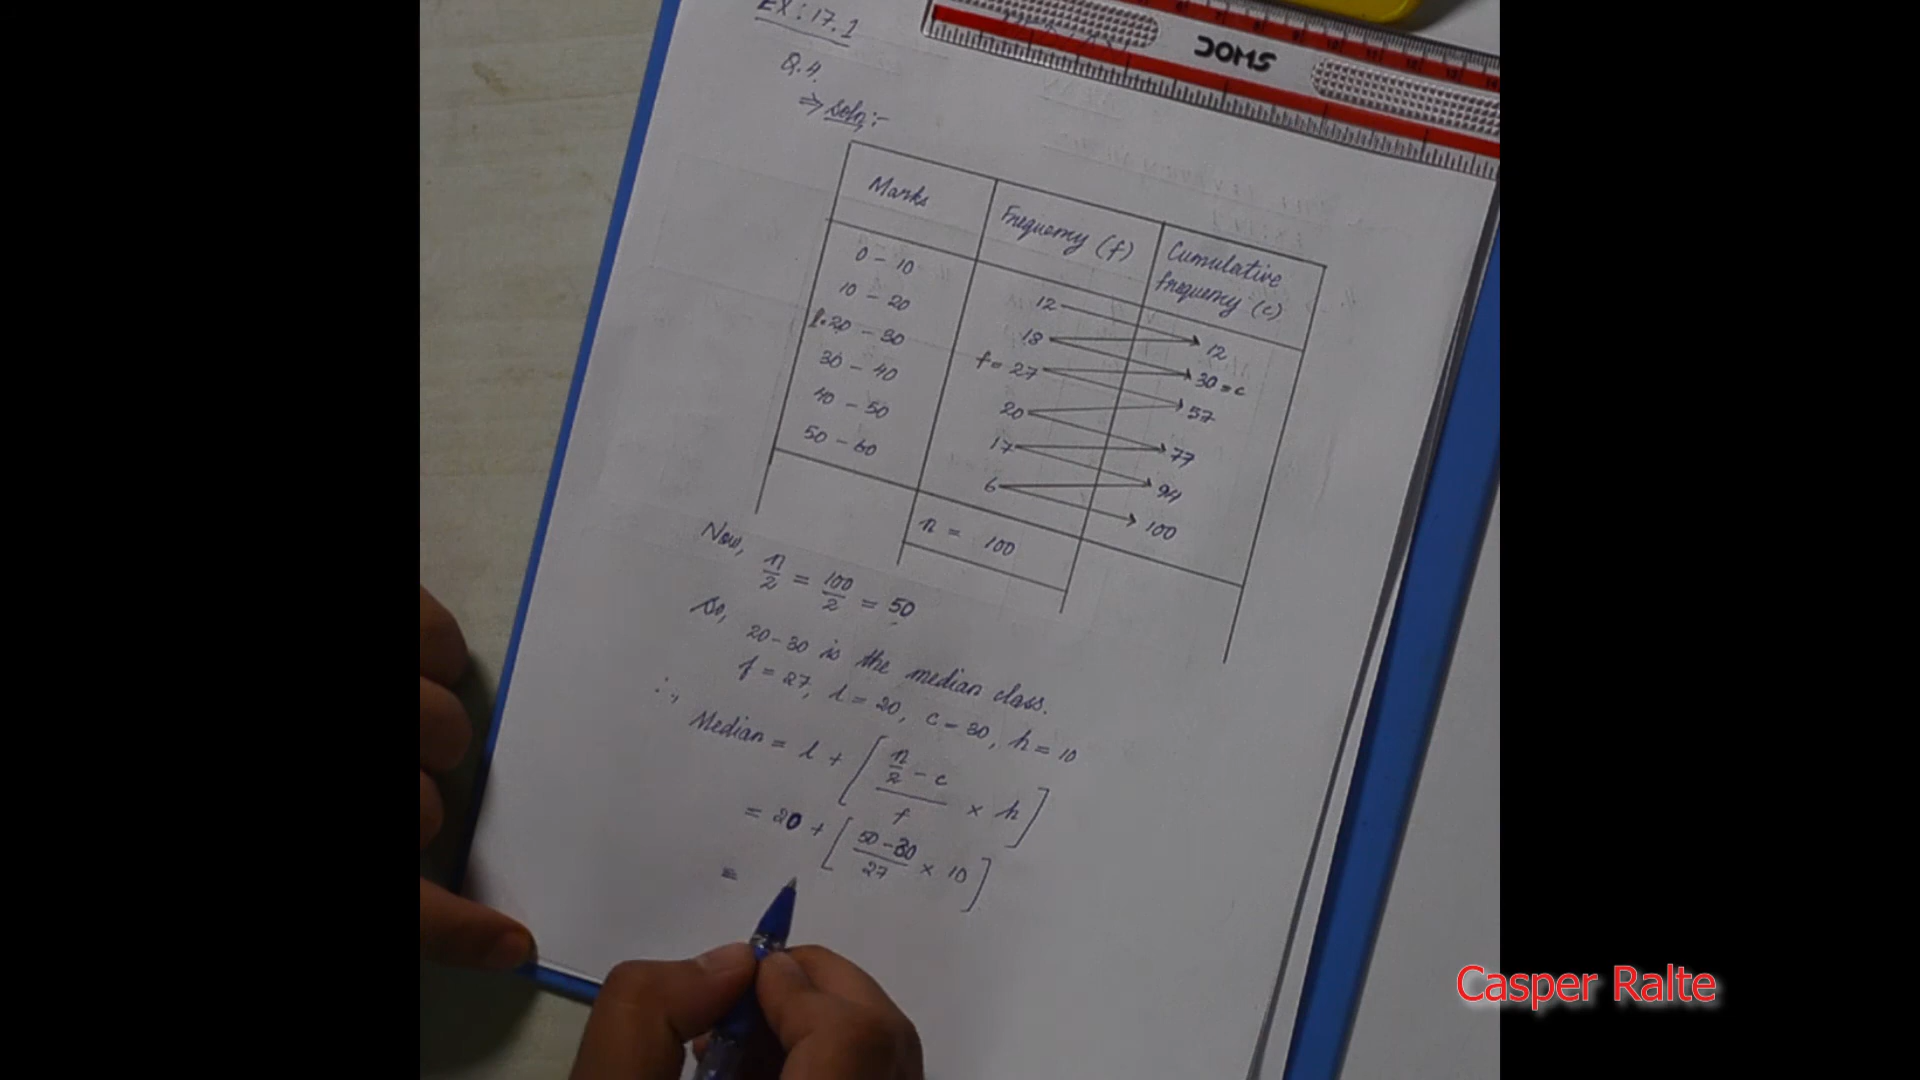 EX: 17.1
Q.4.
⇒ Soln:-
Marks Frequency (f) Cumulative frequency (c)
0 - 10 12 12
10 - 20 18 30 = c
l. 20 - 30 f = 27 57
30 - 40 20 77
40 - 50 17 94
50 - 60 6 100
n = 100
Now,
n/2 = 100/2 = 50
So,
20 - 30 is the median class.
f = 27, l = 20, c = 30, h = 10
∴, Median = l + [ (n/2 - c)/f × h ]
= 20 + [ (50 - 30)/27 × 10 ]
=
DOMS
Casper Ralte